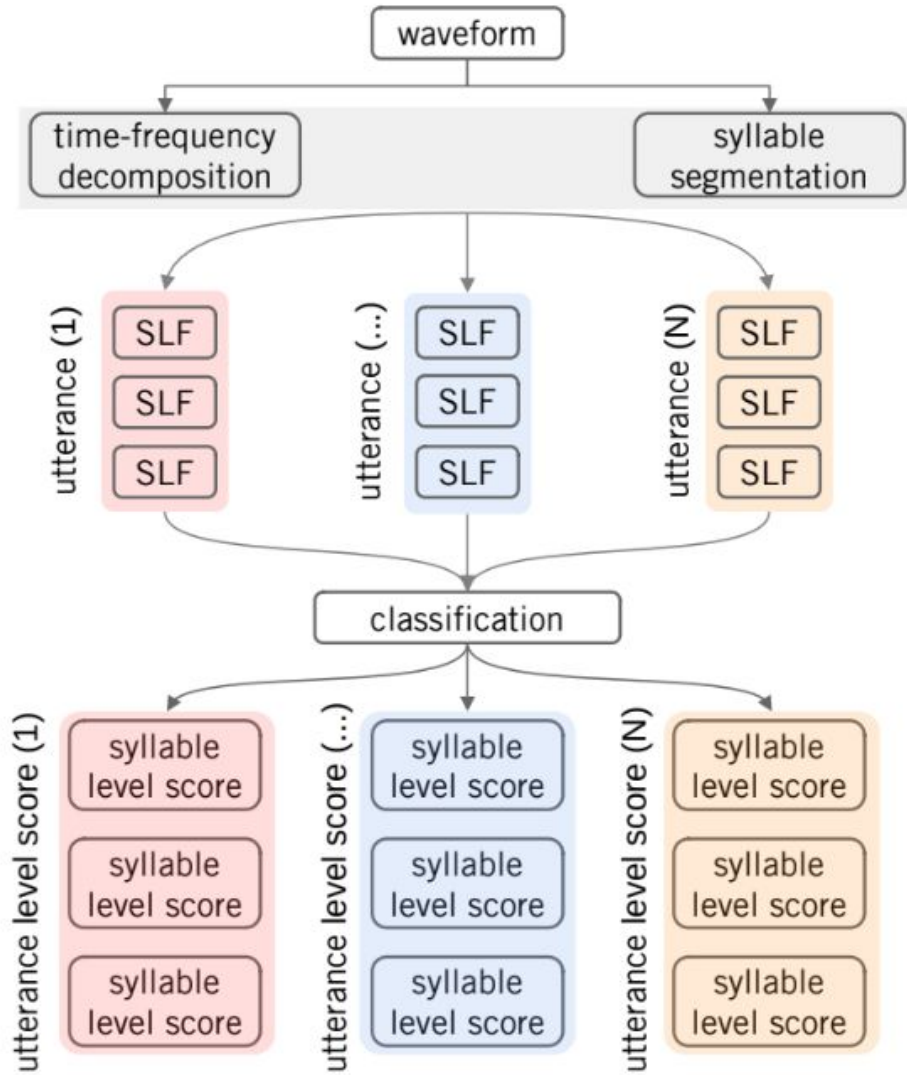 waveform
time-frequency
decomposition
syllable
segmentation
utterance (1)
SLF
SLF
SLF
utterance (...)
SLF
SLF
SLF
utterance (N)
SLF
SLF
SLF
classification
utterance level score (1)
syllable
level score
syllable
level score
syllable
level score
utterance level score (...)
syllable
level score
syllable
level score
syllable
level score
utterance level score (N)
syllable
level score
syllable
level score
syllable
level score